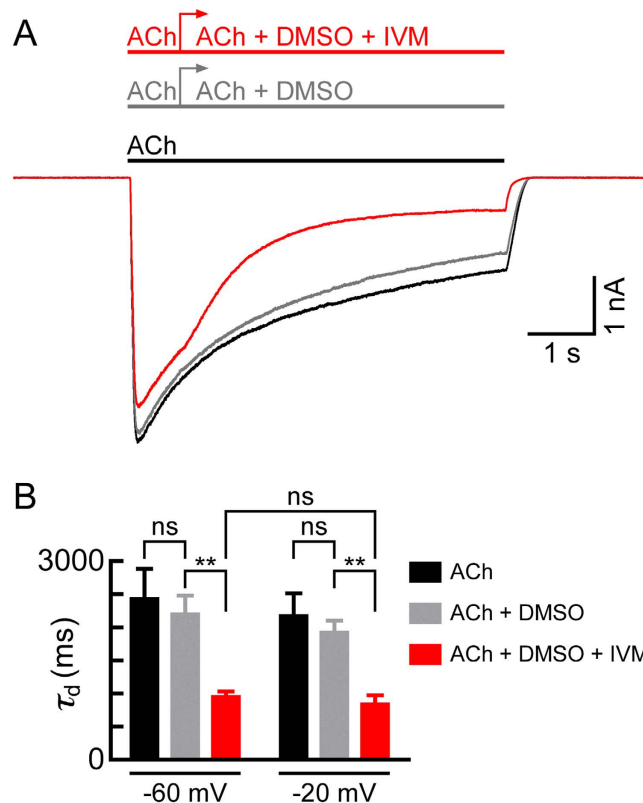 A
ACh ACh + DMSO + IVM
ACh ACh + DMSO
ACh
1 nA
1 s
B
ns
ns ns
** **
3000
τd (ms)
0
-60 mV -20 mV
ACh
ACh + DMSO
ACh + DMSO + IVM